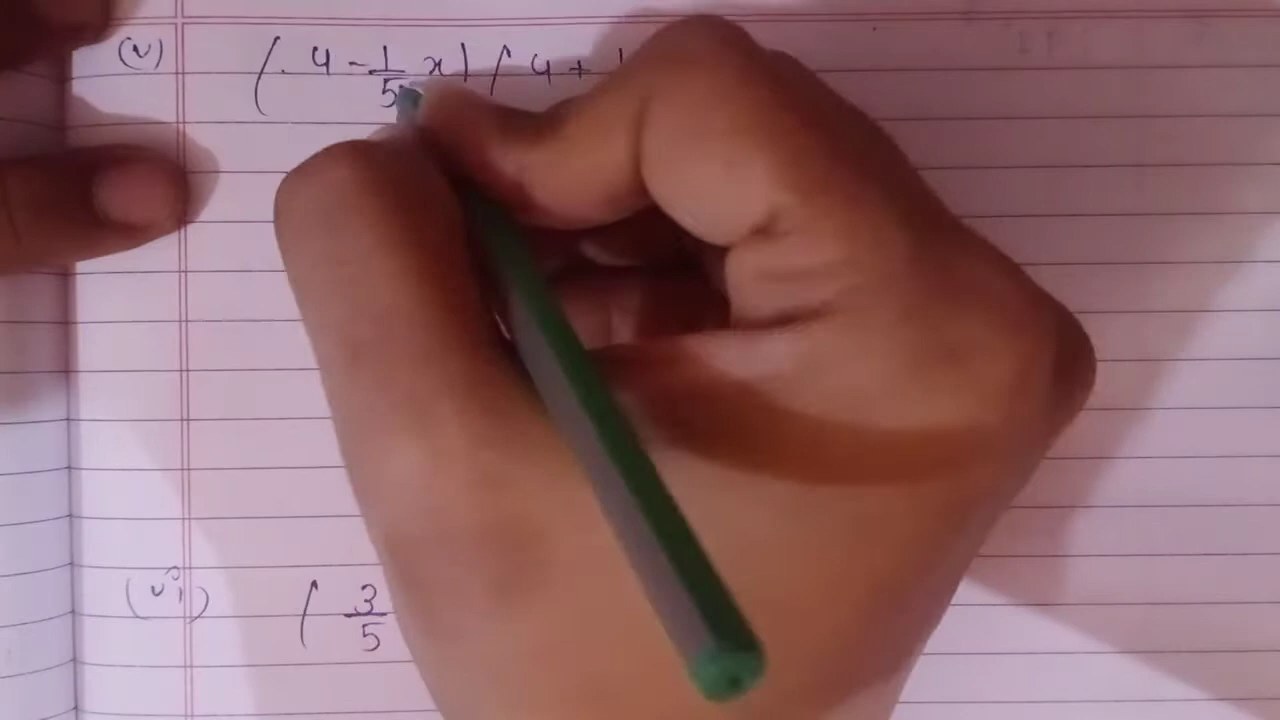 (v) (4 - 1/5 x) (4 +
(vi) ( 3/5